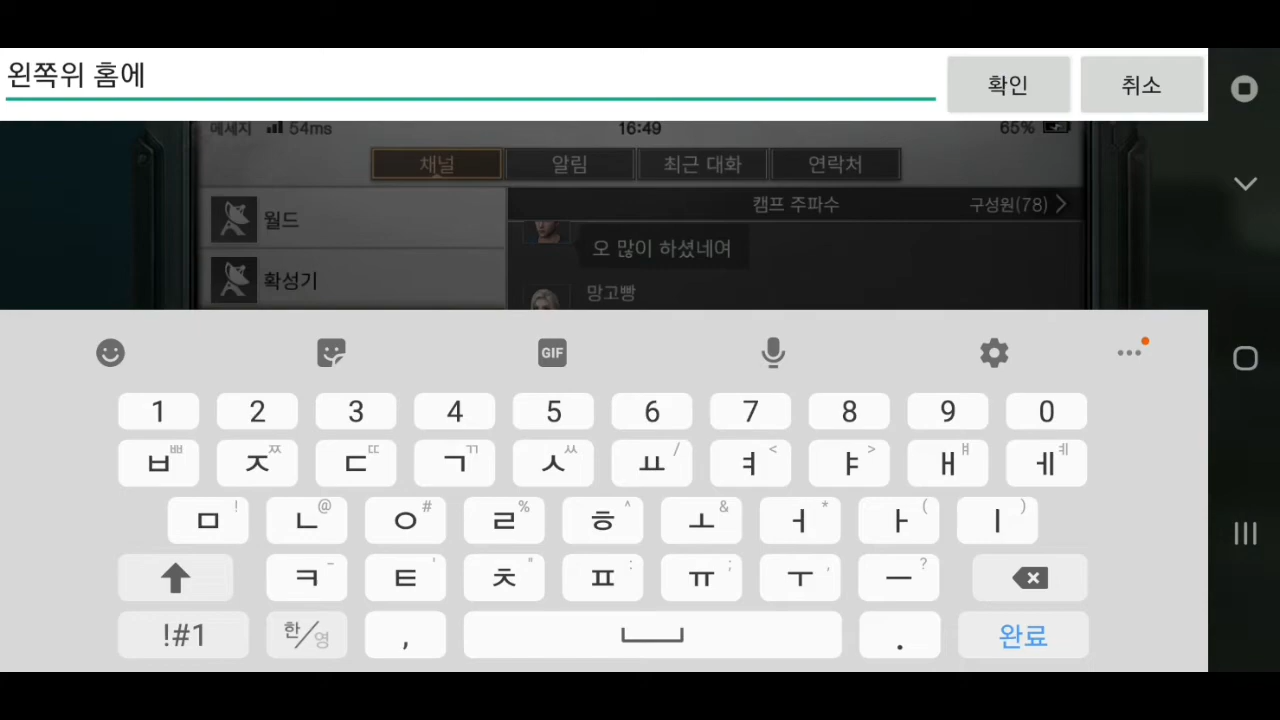 왼쪽위 홈에
확인
취소
메세지 54ms 16:49 65%
채널 알림 최근 대화 연락처
월드
캠프 주파수 구성원(78)
오 많이 하셨네여
확성기
망고빵
GIF
1 2 3 4 5 6 7 8 9 0
ㅂ ㅃ ㅈ ㅉ ㄷ ㄸ ㄱ ㄲ ㅅ ㅆ ㅛ / ㅕ < ㅑ > ㅐ ㅒ ㅔ ㅖ
ㅁ ! ㄴ @ ㅇ # ㄹ % ㅎ ^ ㅗ & ㅓ * ㅏ ( ㅣ )
ㅋ - ㅌ ' ㅊ " ㅍ : ㅠ ; ㅜ , ㅡ ?
!#1 한/영 , . 완료